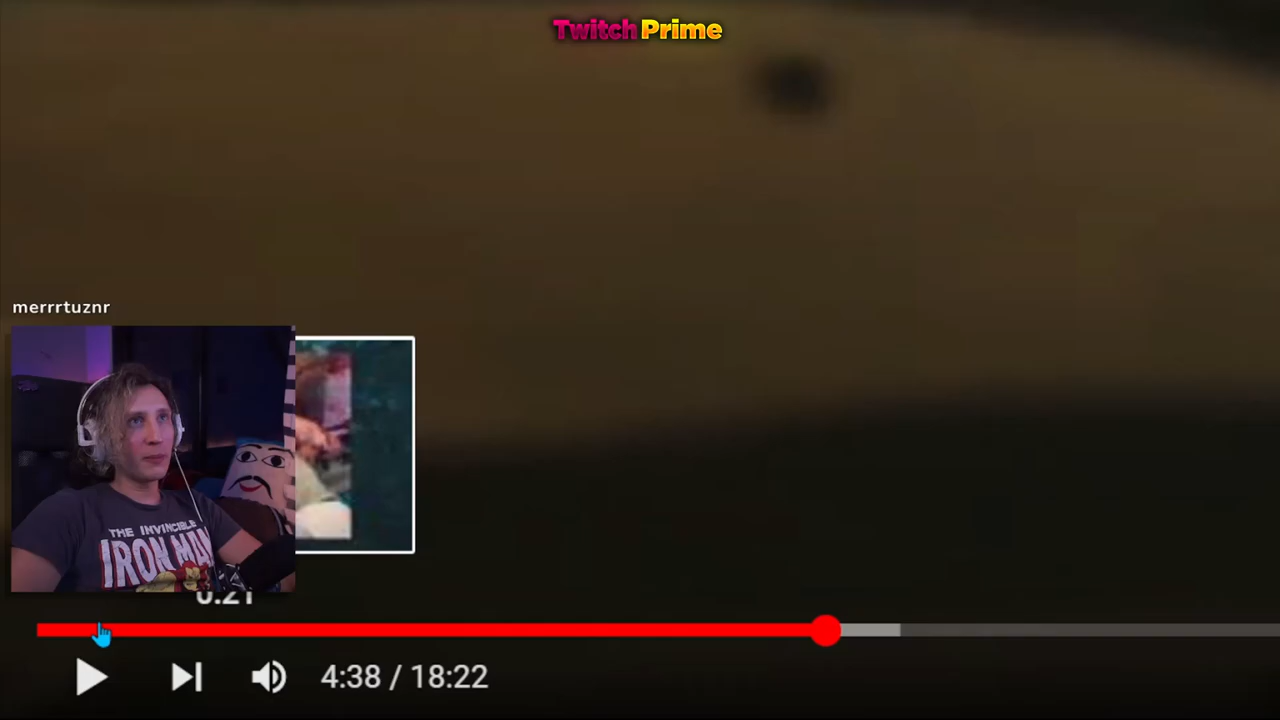 Twitch Prime
merrrtuznr
THE INVINCIBLE
IRON MAN
0:21
4:38 / 18:22